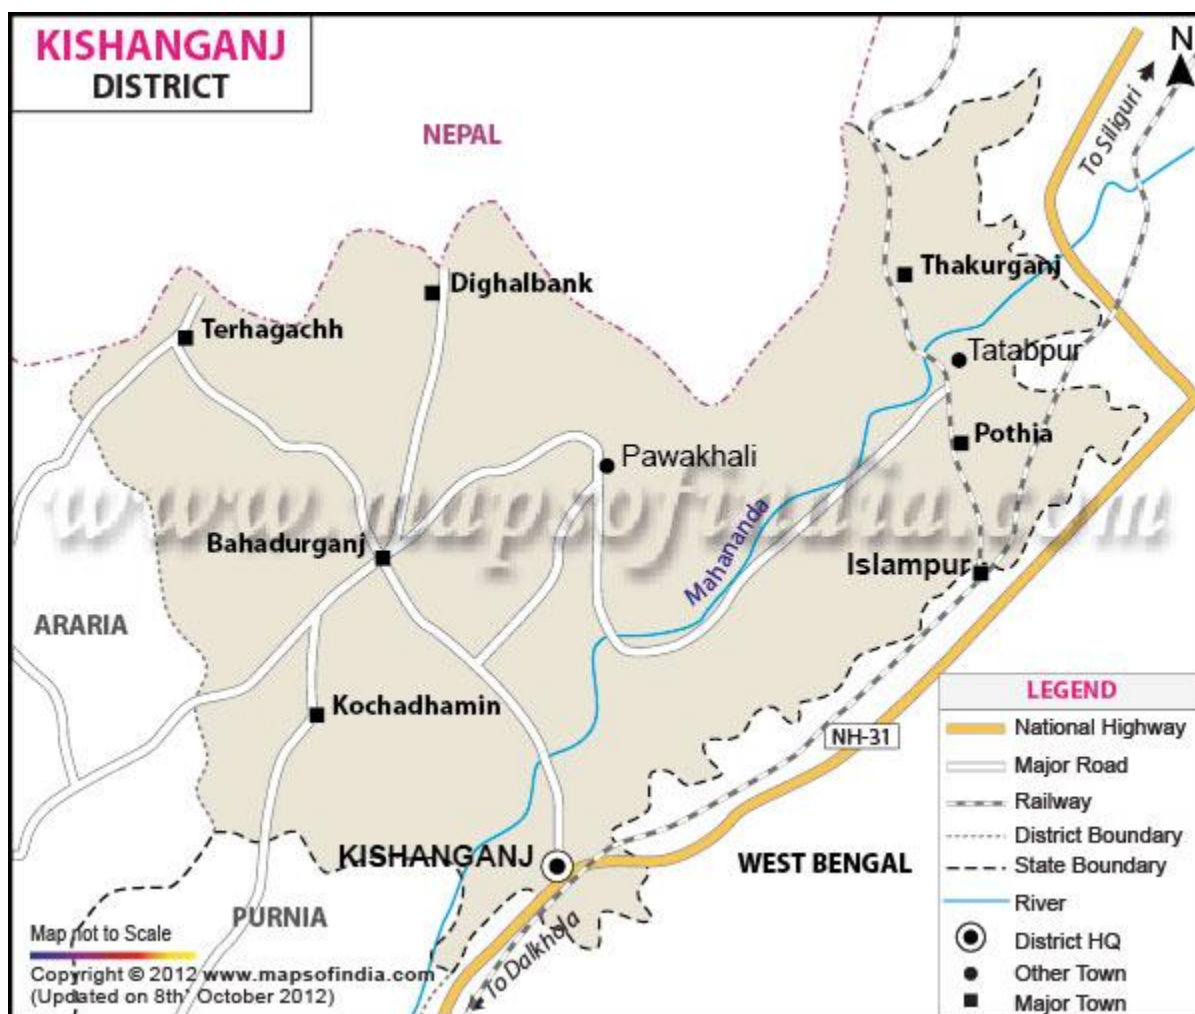 KISHANGANJ
DISTRICT
N
NEPAL
To Siliguri
Dighalbank
Thakurganj
Terhagachh
Tatabpur
Pothia
Pawakhali
www.mapsofindia.com
Mahananda
Bahadurganj
Islampur
ARARIA
Kochadhamin
NH-31
KISHANGANJ
WEST BENGAL
PURNIA
To Dalkhola
LEGEND
National Highway
Major Road
Railway
District Boundary
State Boundary
River
District HQ
Other Town
Major Town
Map not to Scale
Copyright © 2012 www.mapsofindia.com
(Updated on 8th October 2012)